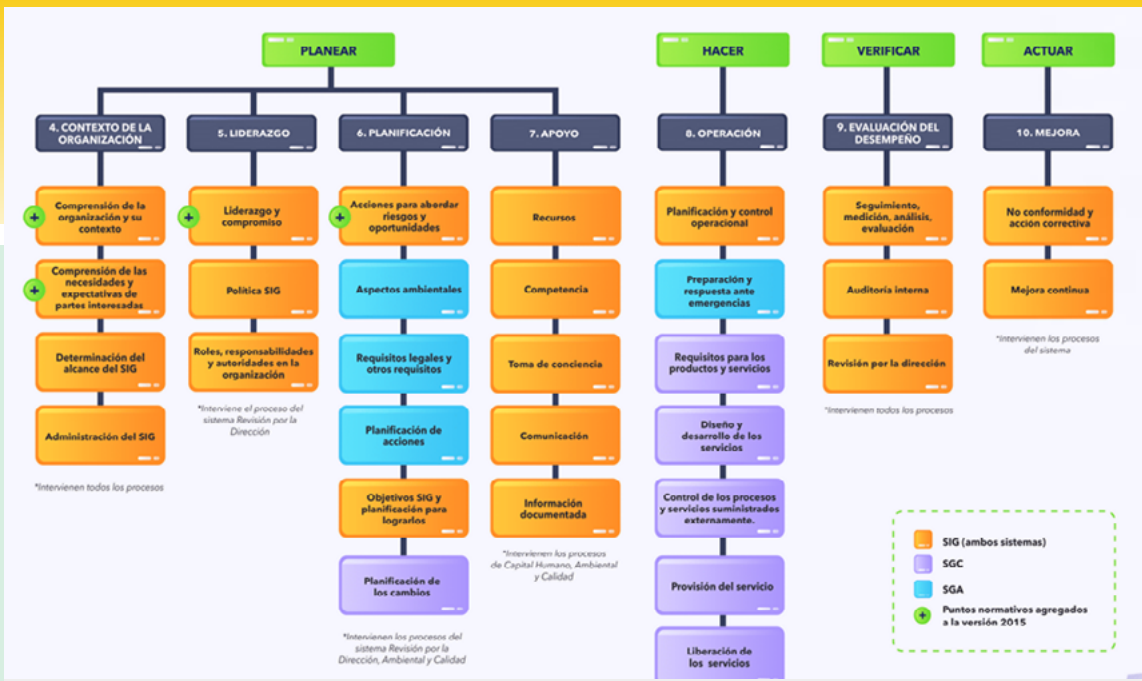 PLANEAR
HACER
VERIFICAR
ACTUAR
4. CONTEXTO DE LA
ORGANIZACIÓN
5. LIDERAZGO
6. PLANIFICACIÓN
7. APOYO
8. OPERACIÓN
9. EVALUACIÓN DEL
DESEMPEÑO
10. MEJORA
Comprensión de la
organización y su
contexto
Comprensión de las
necesidades y
expectativas de
partes interesadas
Determinación del
alcance del SIG
Administración del SIG
*Intervienen todos los procesos
Liderazgo y
compromiso
Política SIG
Roles, responsabilidades
y autoridades en la
organización
*Interviene el proceso del
sistema Revisión por la
Dirección
Acciones para abordar
riesgos y
oportunidades
Aspectos ambientales
Requisitos legales y
otros requisitos
Planificación de
acciones
Objetivos SIG y
planificación para
lograrlos
Planificación de
los cambios
*Intervienen los procesos del
sistema Revisión por la
Dirección, Ambiental y Calidad
Recursos
Competencia
Toma de conciencia
Comunicación
Información
documentada
*Intervienen los procesos
de Capital Humano, Ambiental
y Calidad
Planificación y control
operacional
Preparación y
respuesta ante
emergencias
Requisitos para los
productos y servicios
Diseño y
desarrollo de los
servicios
Control de los procesos
y servicios suministrados
externamente.
Provisión del servicio
Liberación de
los servicios
Seguimiento,
medición, análisis,
evaluación
Auditoría interna
Revisión por la dirección
*Intervienen todos los procesos
No conformidad y
acción correctiva
Mejora continua
*Intervienen los procesos
del sistema
SIG (ambos sistemas)
SGC
SGA
Puntos normativos agregados
a la versión 2015